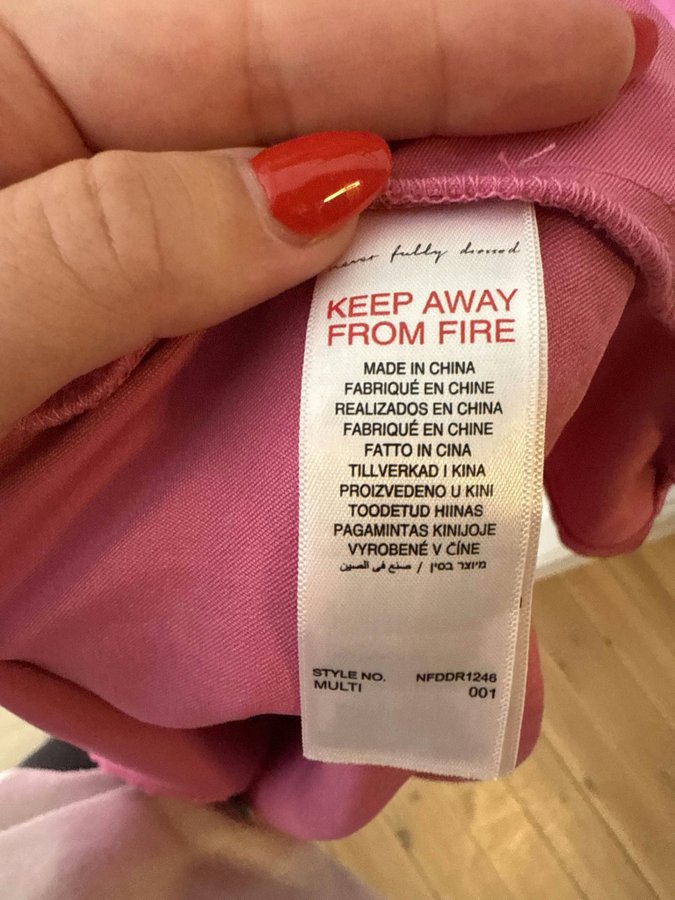 never fully dressed
KEEP AWAY
FROM FIRE
MADE IN CHINA
FABRIQUÉ EN CHINE
REALIZADOS EN CHINA
FABRIQUÉ EN CHINE
FATTO IN CINA
TILLVERKAD I KINA
PROIZVEDENO U KINI
TOODETUD HIINAS
PAGAMINTAS KINIJOJE
VYROBENÉ V ČÍNE
מיוצר בסין / صنع في الصين
STYLE NO. NFDDR1246
MULTI 001